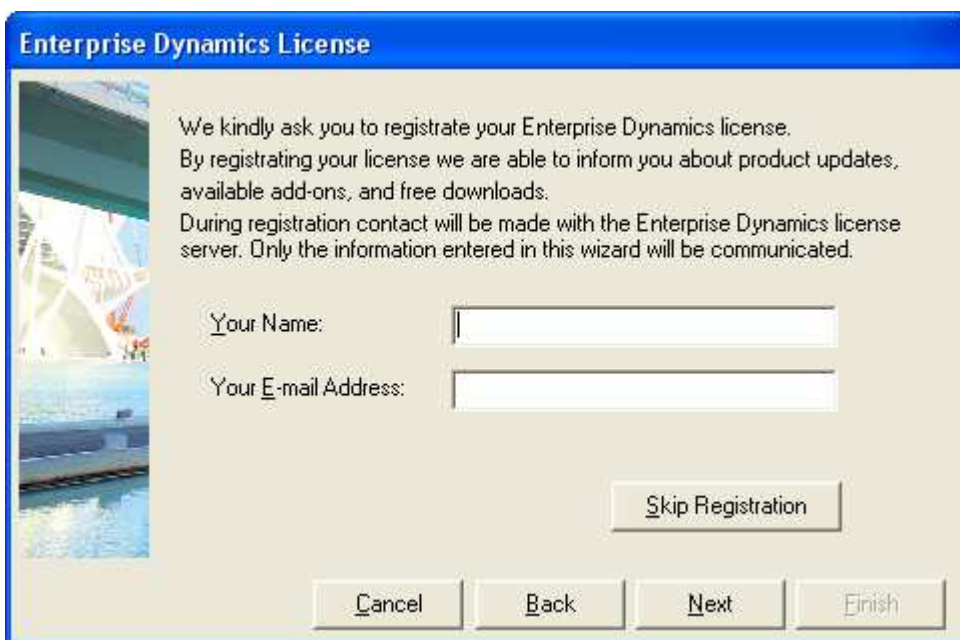 Enterprise Dynamics License
We kindly ask you to registrate your Enterprise Dynamics license.
By registrating your license we are able to inform you about product updates,
available add-ons, and free downloads.
During registration contact will be made with the Enterprise Dynamics license
server. Only the information entered in this wizard will be communicated.
Your Name:
Your E-mail Address:
Skip Registration
Cancel Back Next Finish